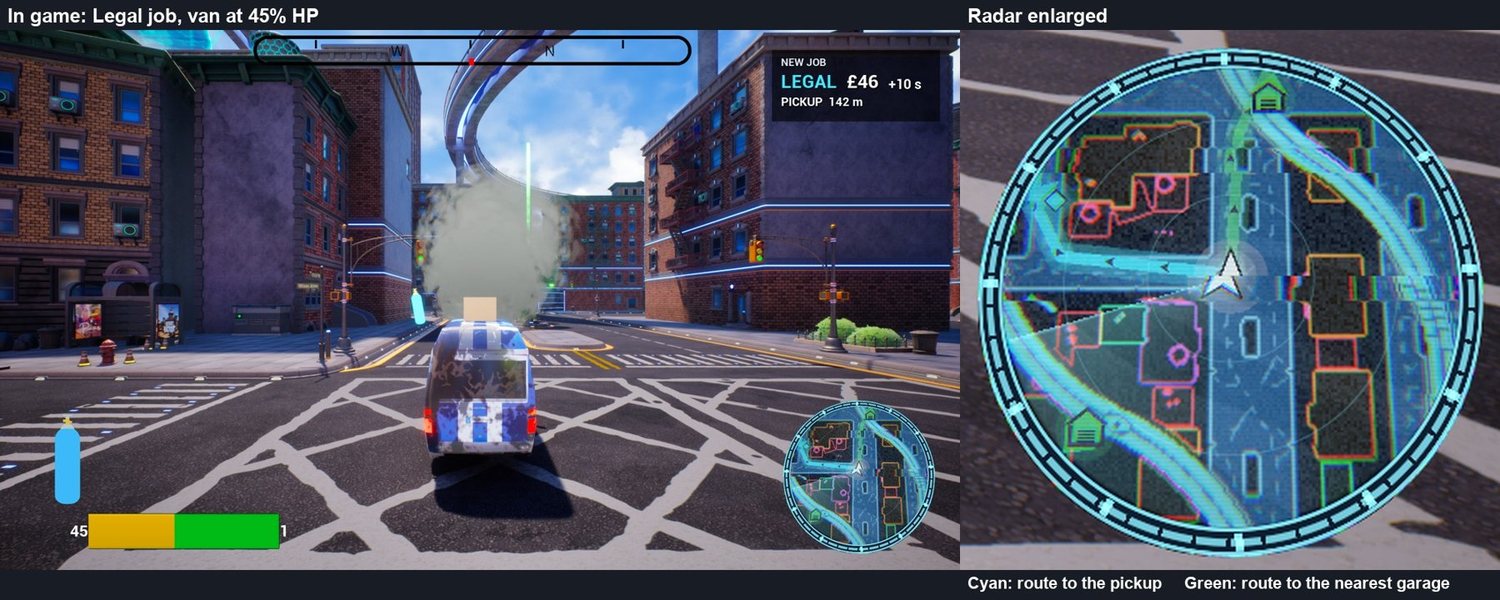 In game: Legal job, van at 45% HP
Radar enlarged
W
N
NEW JOB
LEGAL £46 +10 s
PICKUP 142 m
45
1
Cyan: route to the pickup Green: route to the nearest garage